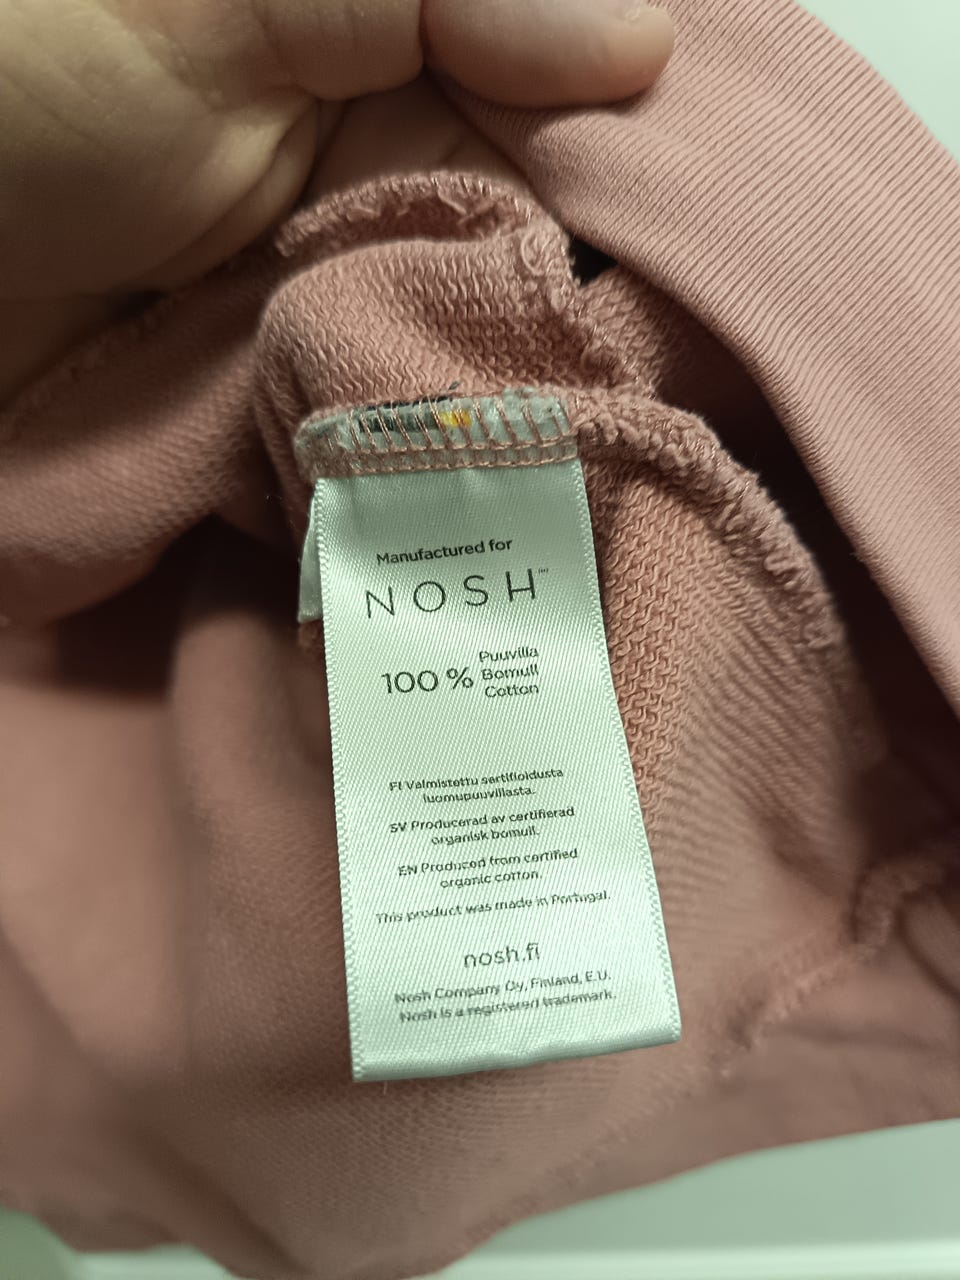 Manufactured for
NOSH™
100 % Puuvilla
Bomull
Cotton
FI Valmistettu sertifioidusta
luomupuuvillasta.
SV Producerad av certifierad
organisk bomull.
EN Produced from certified
organic cotton.
This product was made in Portugal.
nosh.fi
Nosh Company Oy, Finland, E.U.
Nosh is a registered trademark.